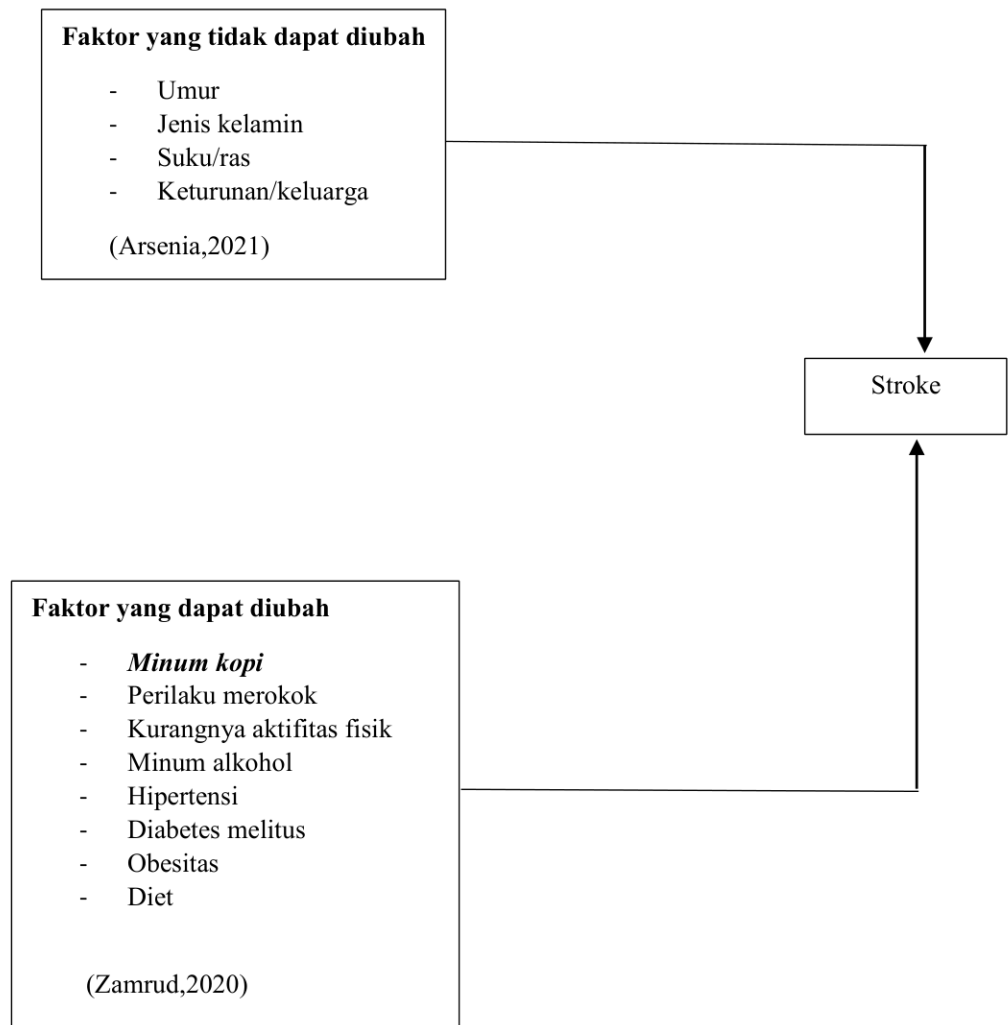 Faktor yang tidak dapat diubah
- Umur
- Jenis kelamin
- Suku/ras
- Keturunan/keluarga
(Arsenia,2021)
Stroke
Faktor yang dapat diubah
- Minum kopi
- Perilaku merokok
- Kurangnya aktifitas fisik
- Minum alkohol
- Hipertensi
- Diabetes melitus
- Obesitas
- Diet
(Zamrud,2020)